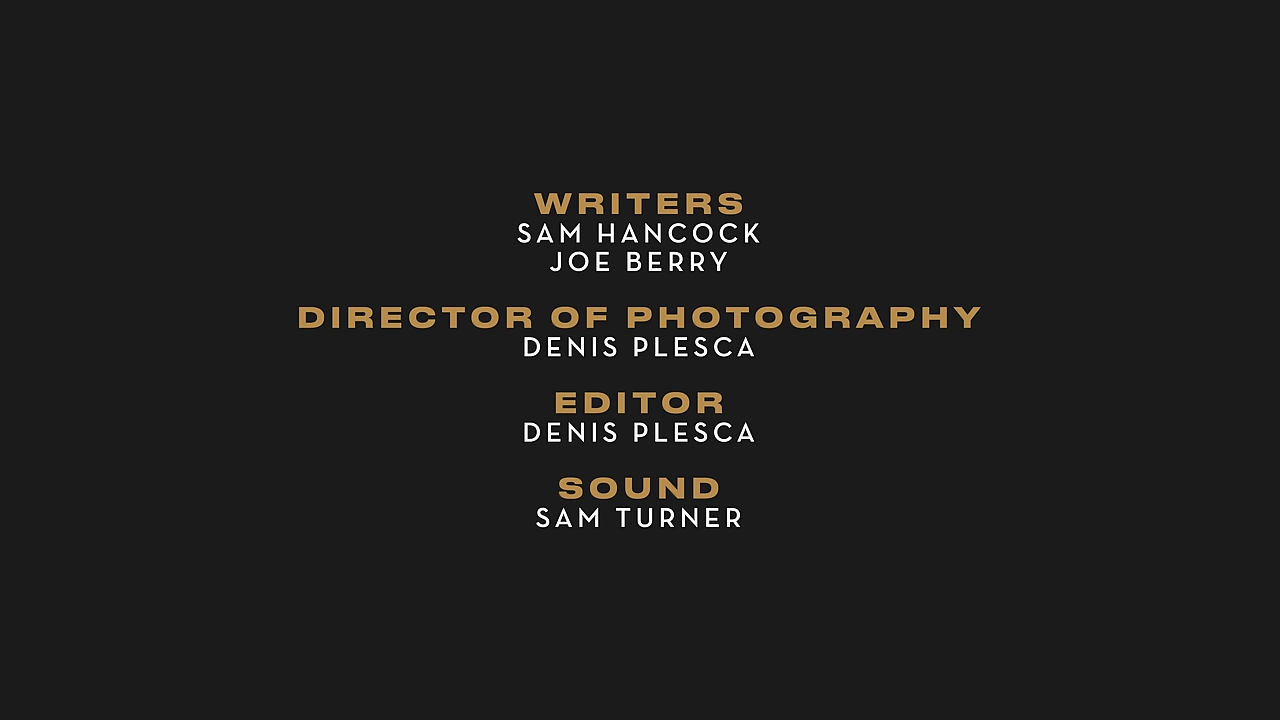 WRITERS
SAM HANCOCK
JOE BERRY
DIRECTOR OF PHOTOGRAPHY
DENIS PLESCA
EDITOR
DENIS PLESCA
SOUND
SAM TURNER